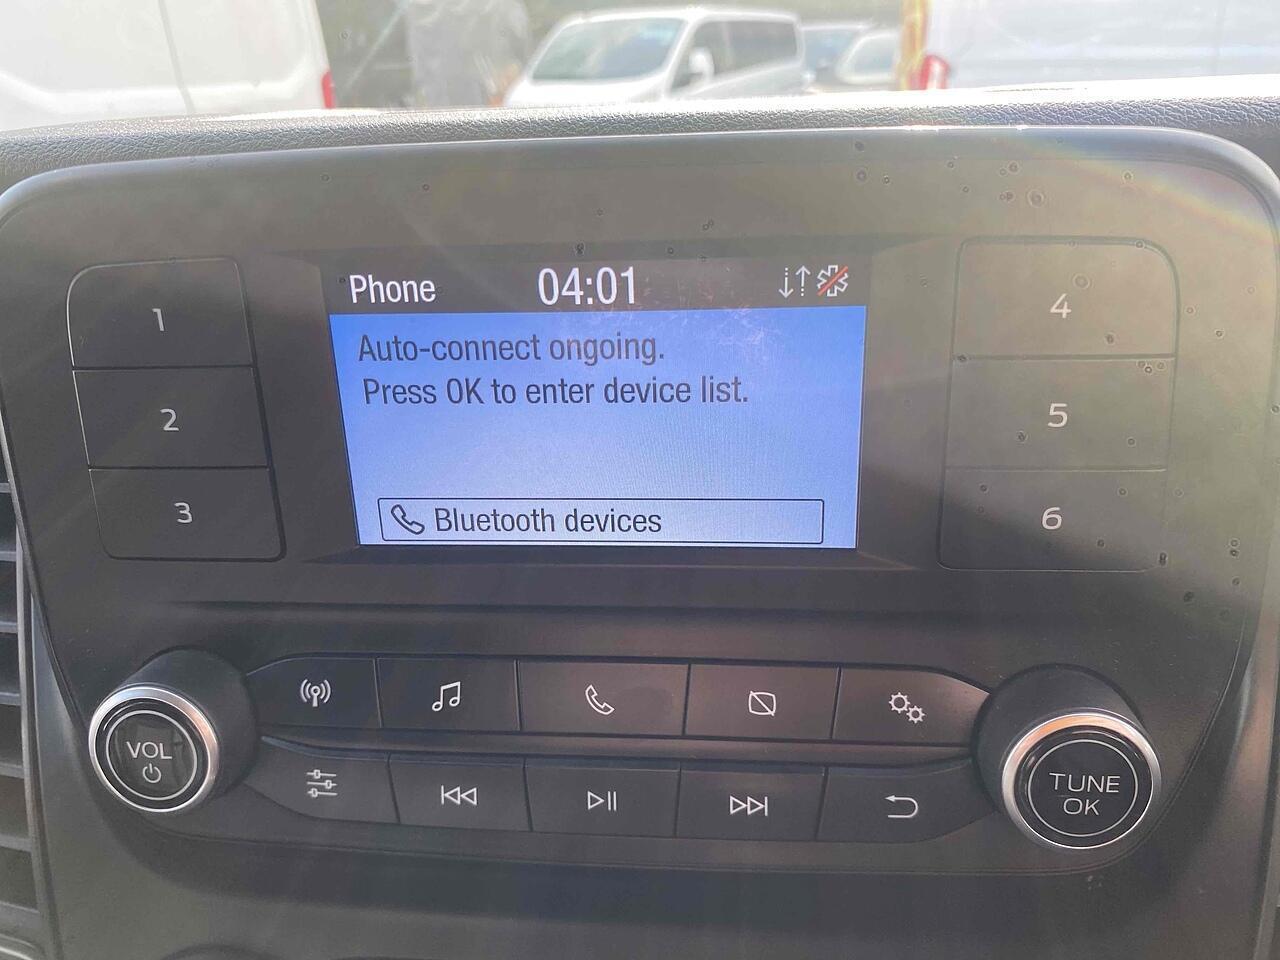 Phone 04:01
Auto-connect ongoing.
Press OK to enter device list.
Bluetooth devices
1
2
3
4
5
6
VOL
TUNE
OK